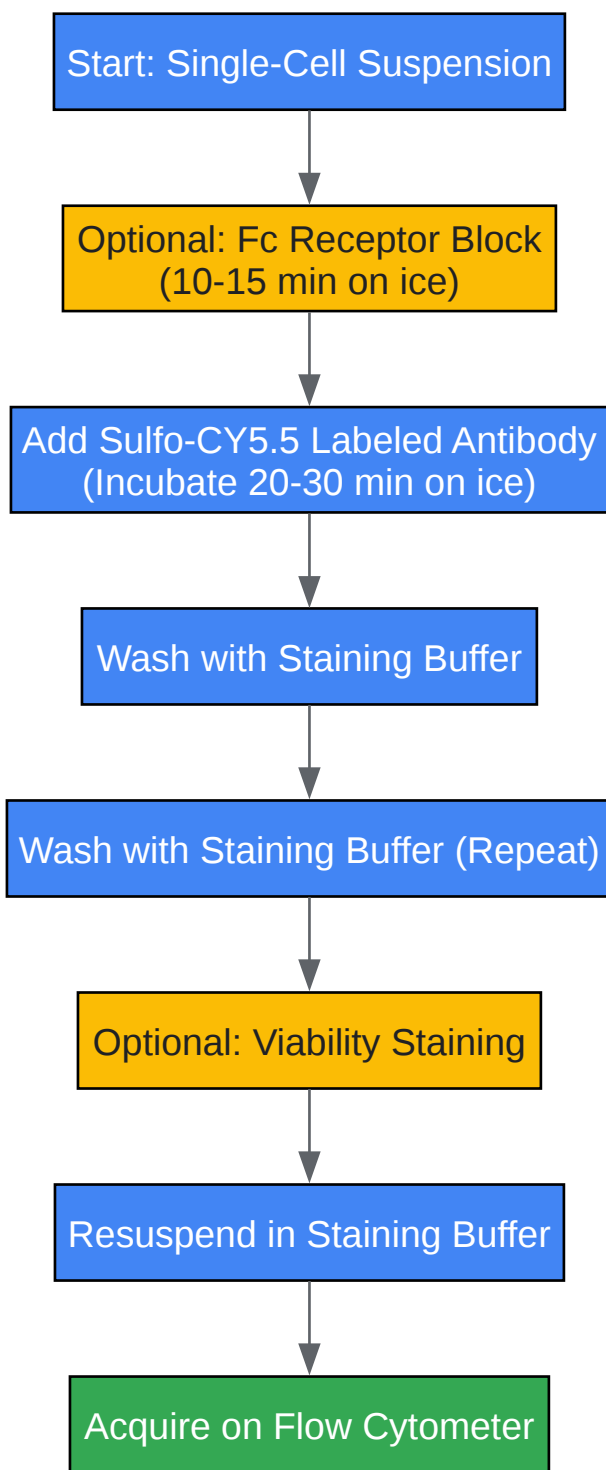 Start: Single-Cell Suspension
Optional: Fc Receptor Block
(10-15 min on ice)
Add Sulfo-CY5.5 Labeled Antibody
(Incubate 20-30 min on ice)
Wash with Staining Buffer
Wash with Staining Buffer (Repeat)
Optional: Viability Staining
Resuspend in Staining Buffer
Acquire on Flow Cytometer